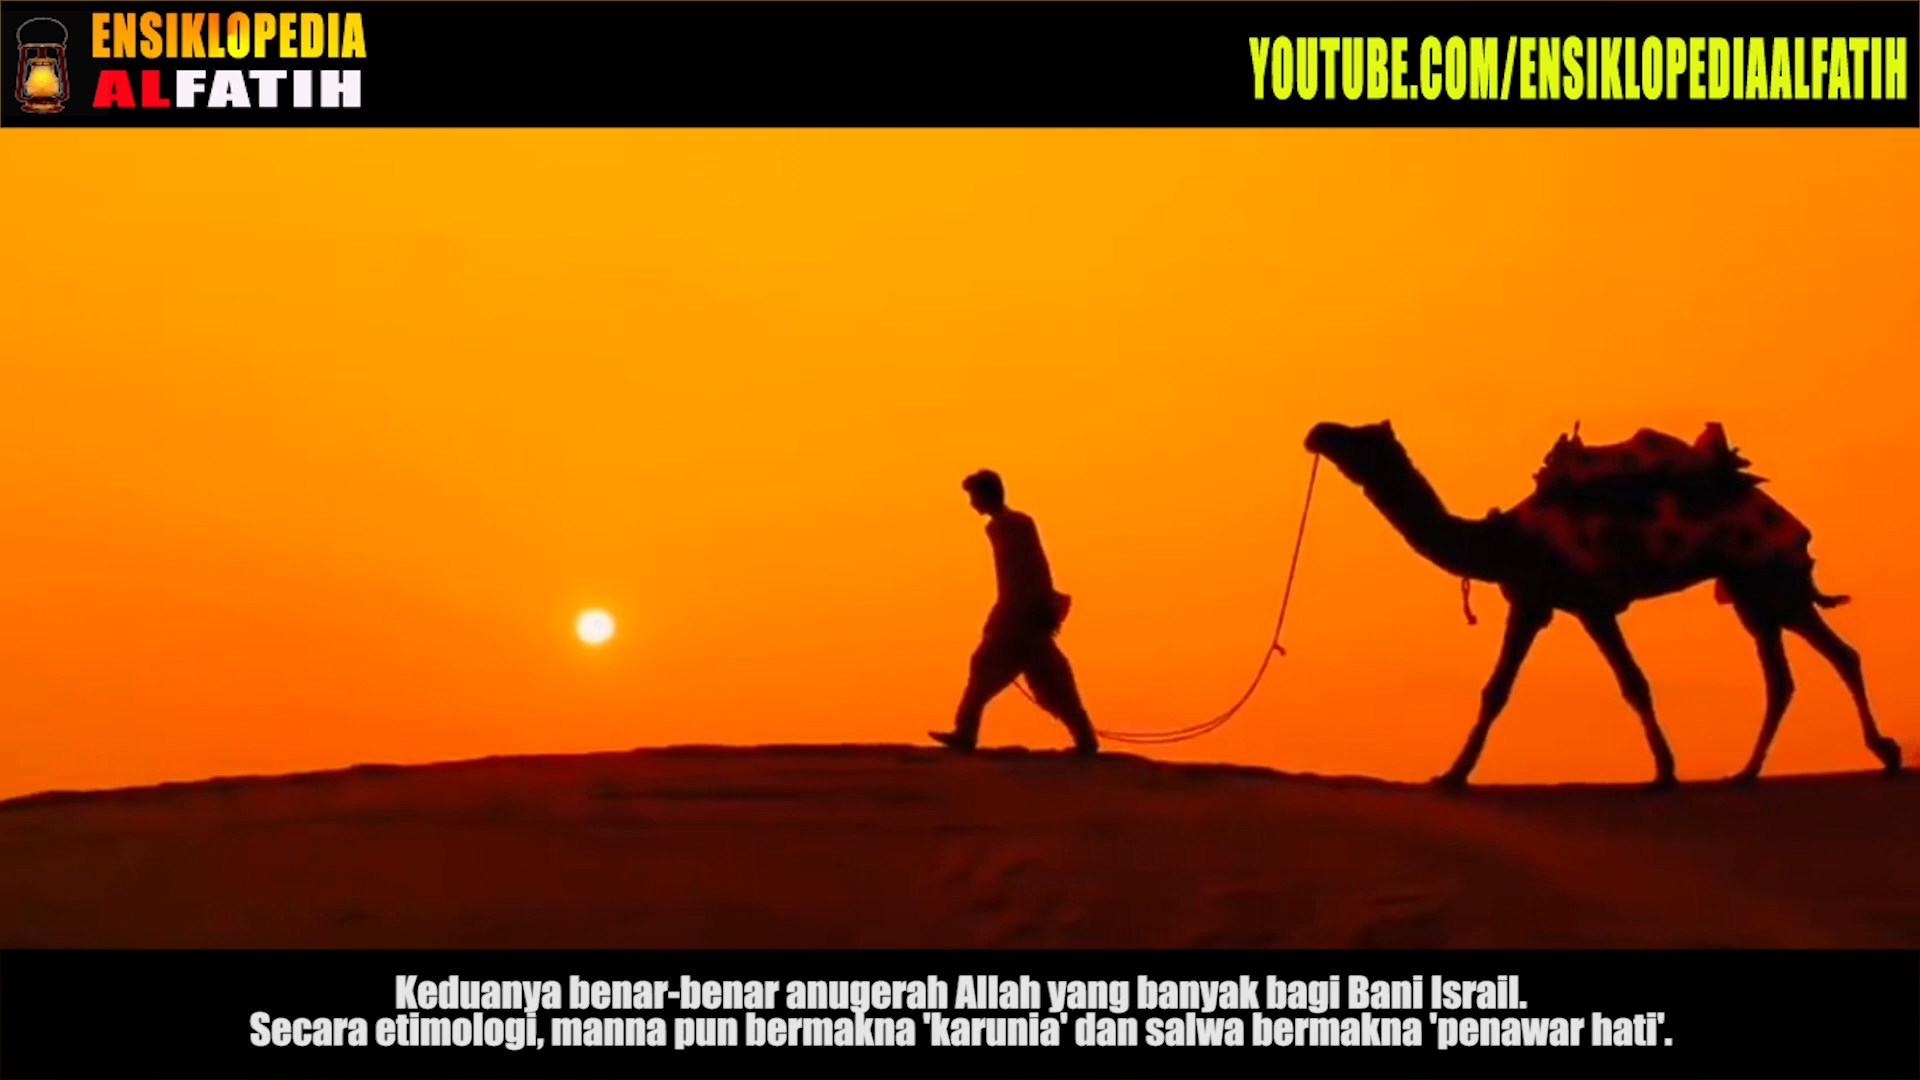 ENSIKLOPEDIA
ALFATIH
YOUTUBE.COM/ENSIKLOPEDIAALFATIH
Keduanya benar-benar anugerah Allah yang banyak bagi Bani Israil.
Secara etimologi, manna pun bermakna 'karunia' dan salwa bermakna 'penawar hati'.